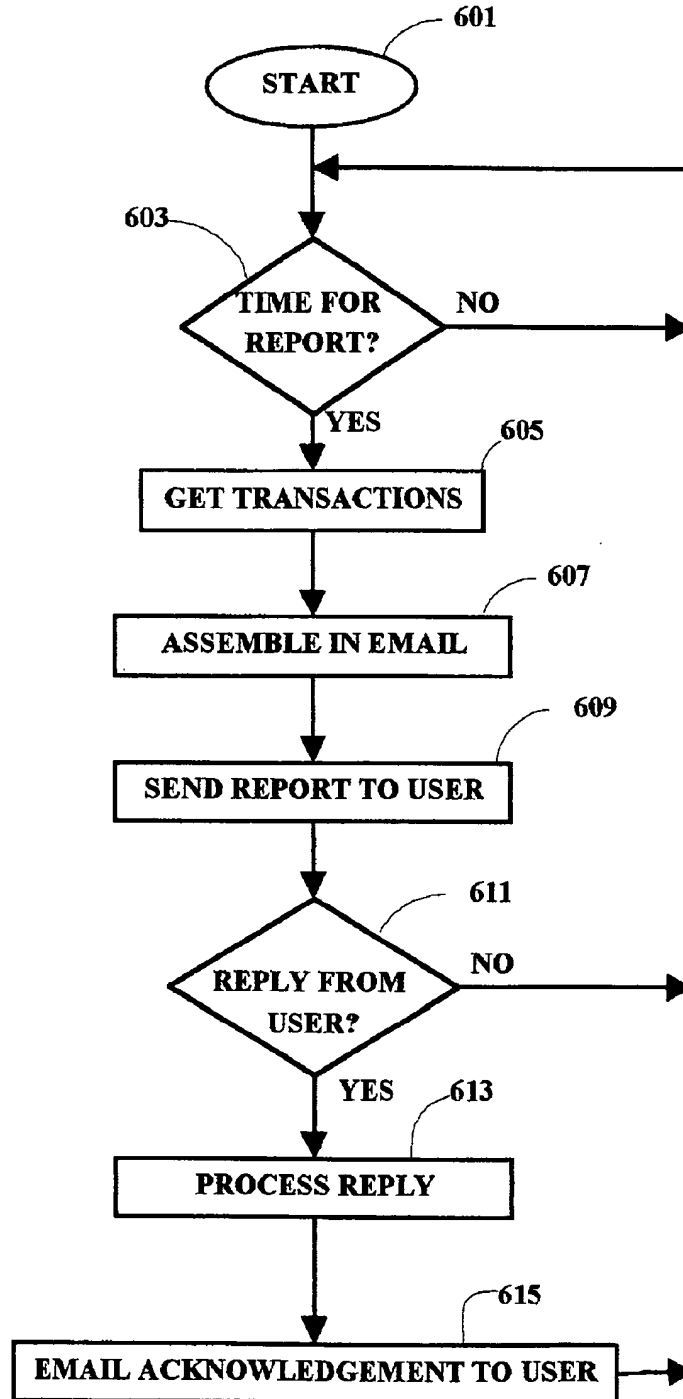 601
START
603
TIME FOR
REPORT?
NO
YES
605
GET TRANSACTIONS
607
ASSEMBLE IN EMAIL
609
SEND REPORT TO USER
611
REPLY FROM
USER?
NO
YES
613
PROCESS REPLY
615
EMAIL ACKNOWLEDGEMENT TO USER